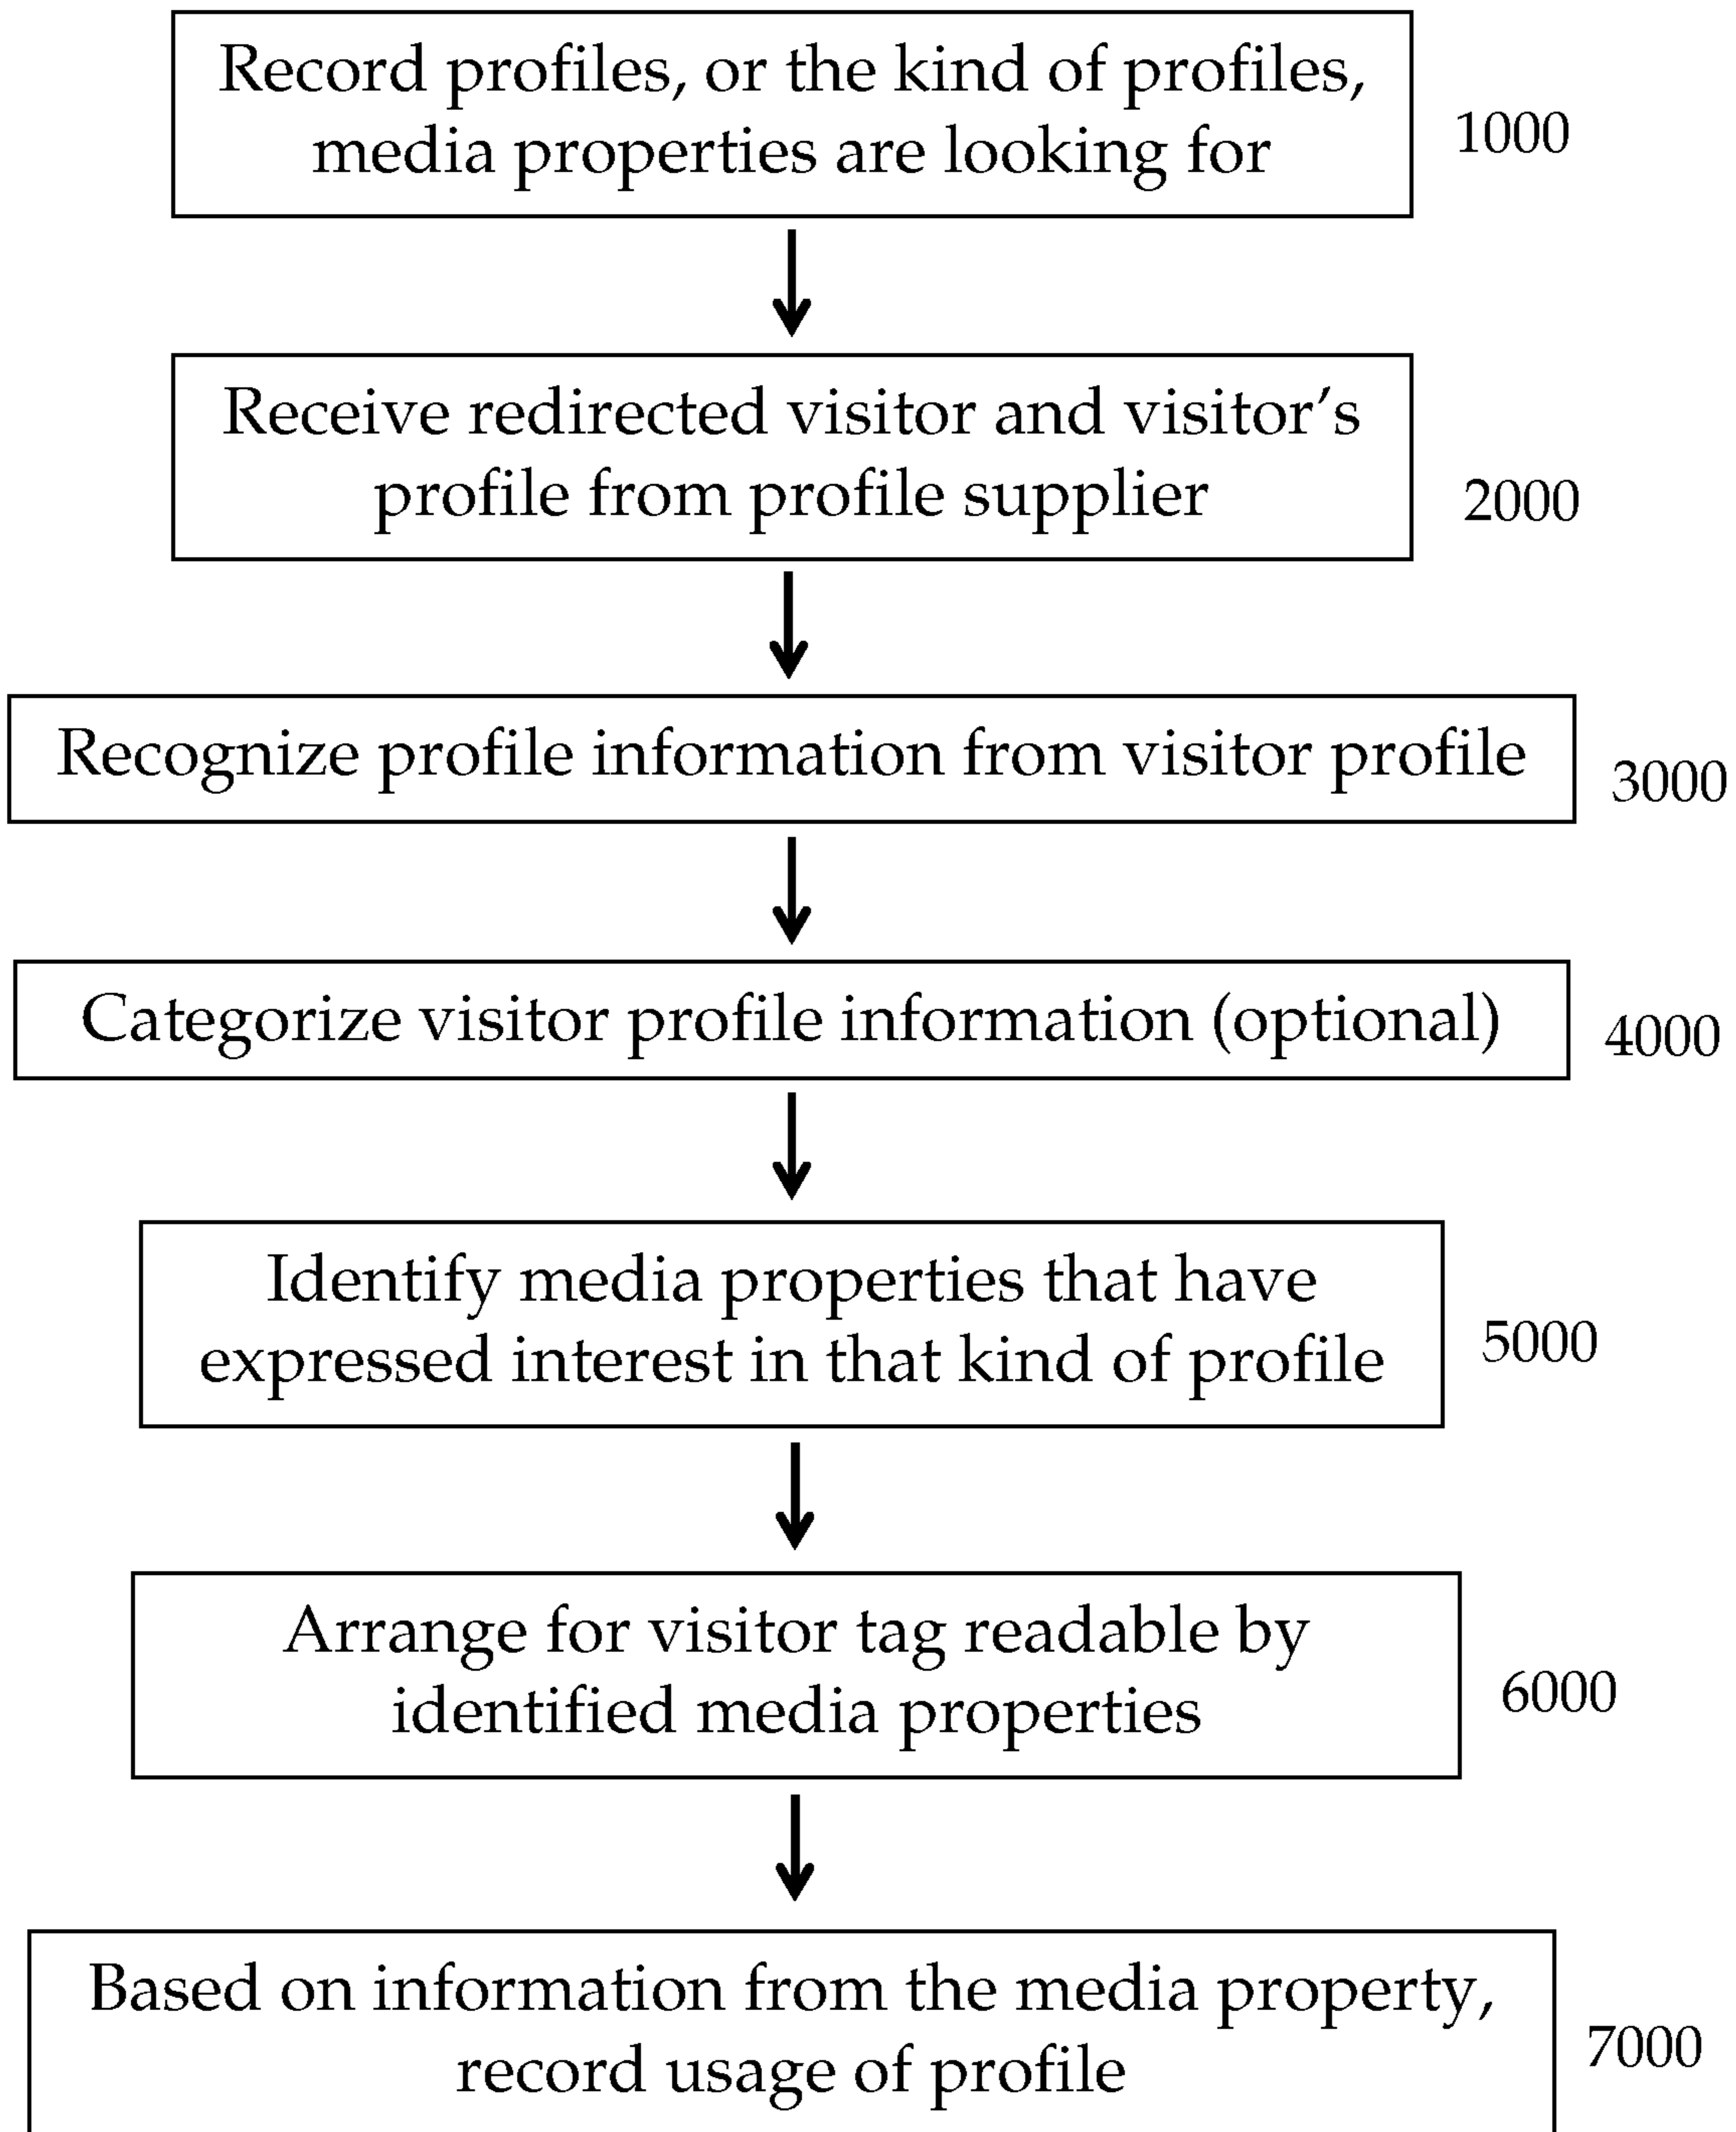 Record profiles, or the kind of profiles,
media properties are looking for
1000
Receive redirected visitor and visitor’s
profile from profile supplier
2000
Recognize profile information from visitor profile
3000
Categorize visitor profile information (optional)
4000
Identify media properties that have
expressed interest in that kind of profile
5000
Arrange for visitor tag readable by
identified media properties
6000
Based on information from the media property,
record usage of profile
7000